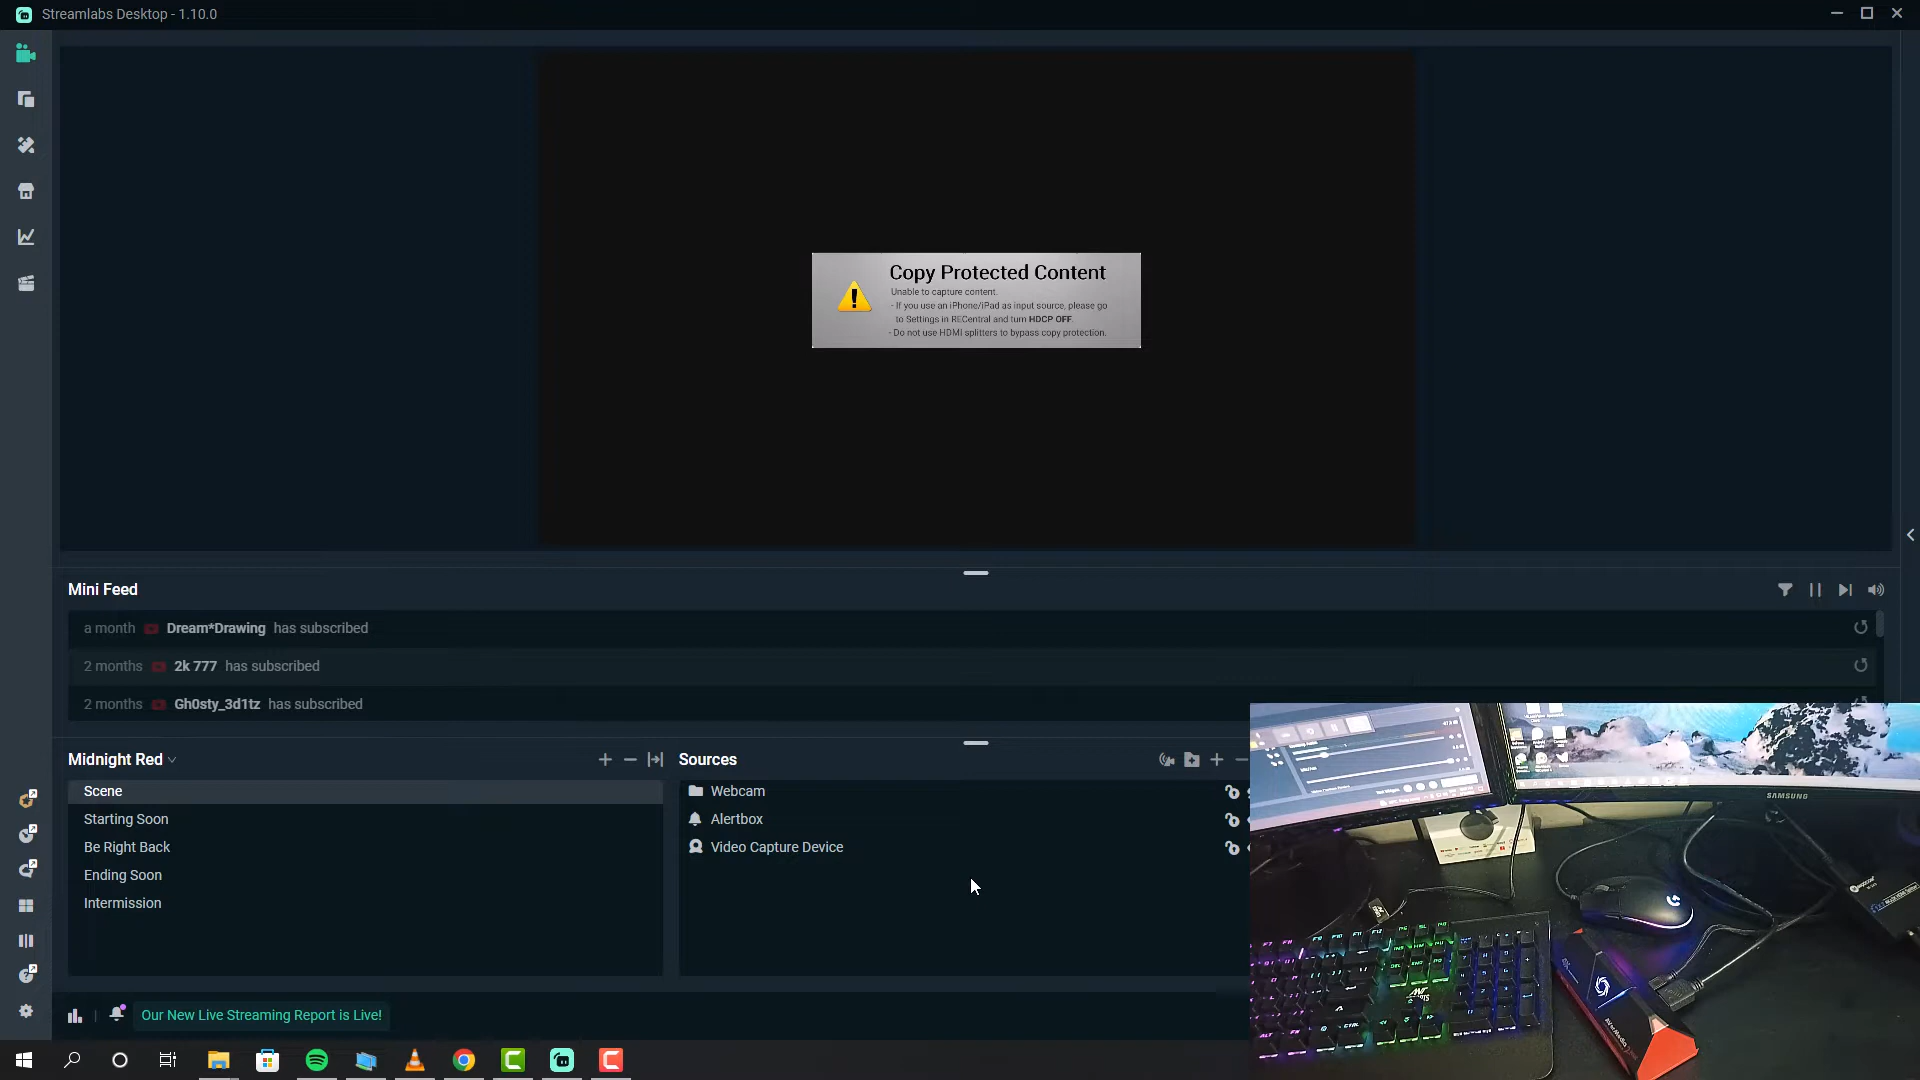 Streamlabs Desktop - 1.10.0
Copy Protected Content
Unable to capture content.
- If you use an iPhone/iPad as input source, please go
to Settings in RECentral and turn HDCP OFF.
- Do not use HDMI splitters to bypass copy protection.
Mini Feed
a month Dream*Drawing has subscribed
2 months 2k 777 has subscribed
2 months Gh0sty_3d1tz has subscribed
Midnight Red
Sources
Scene
Starting Soon
Be Right Back
Ending Soon
Intermission
Webcam
Alertbox
Video Capture Device
Our New Live Streaming Report is Live!
SAMSUNG